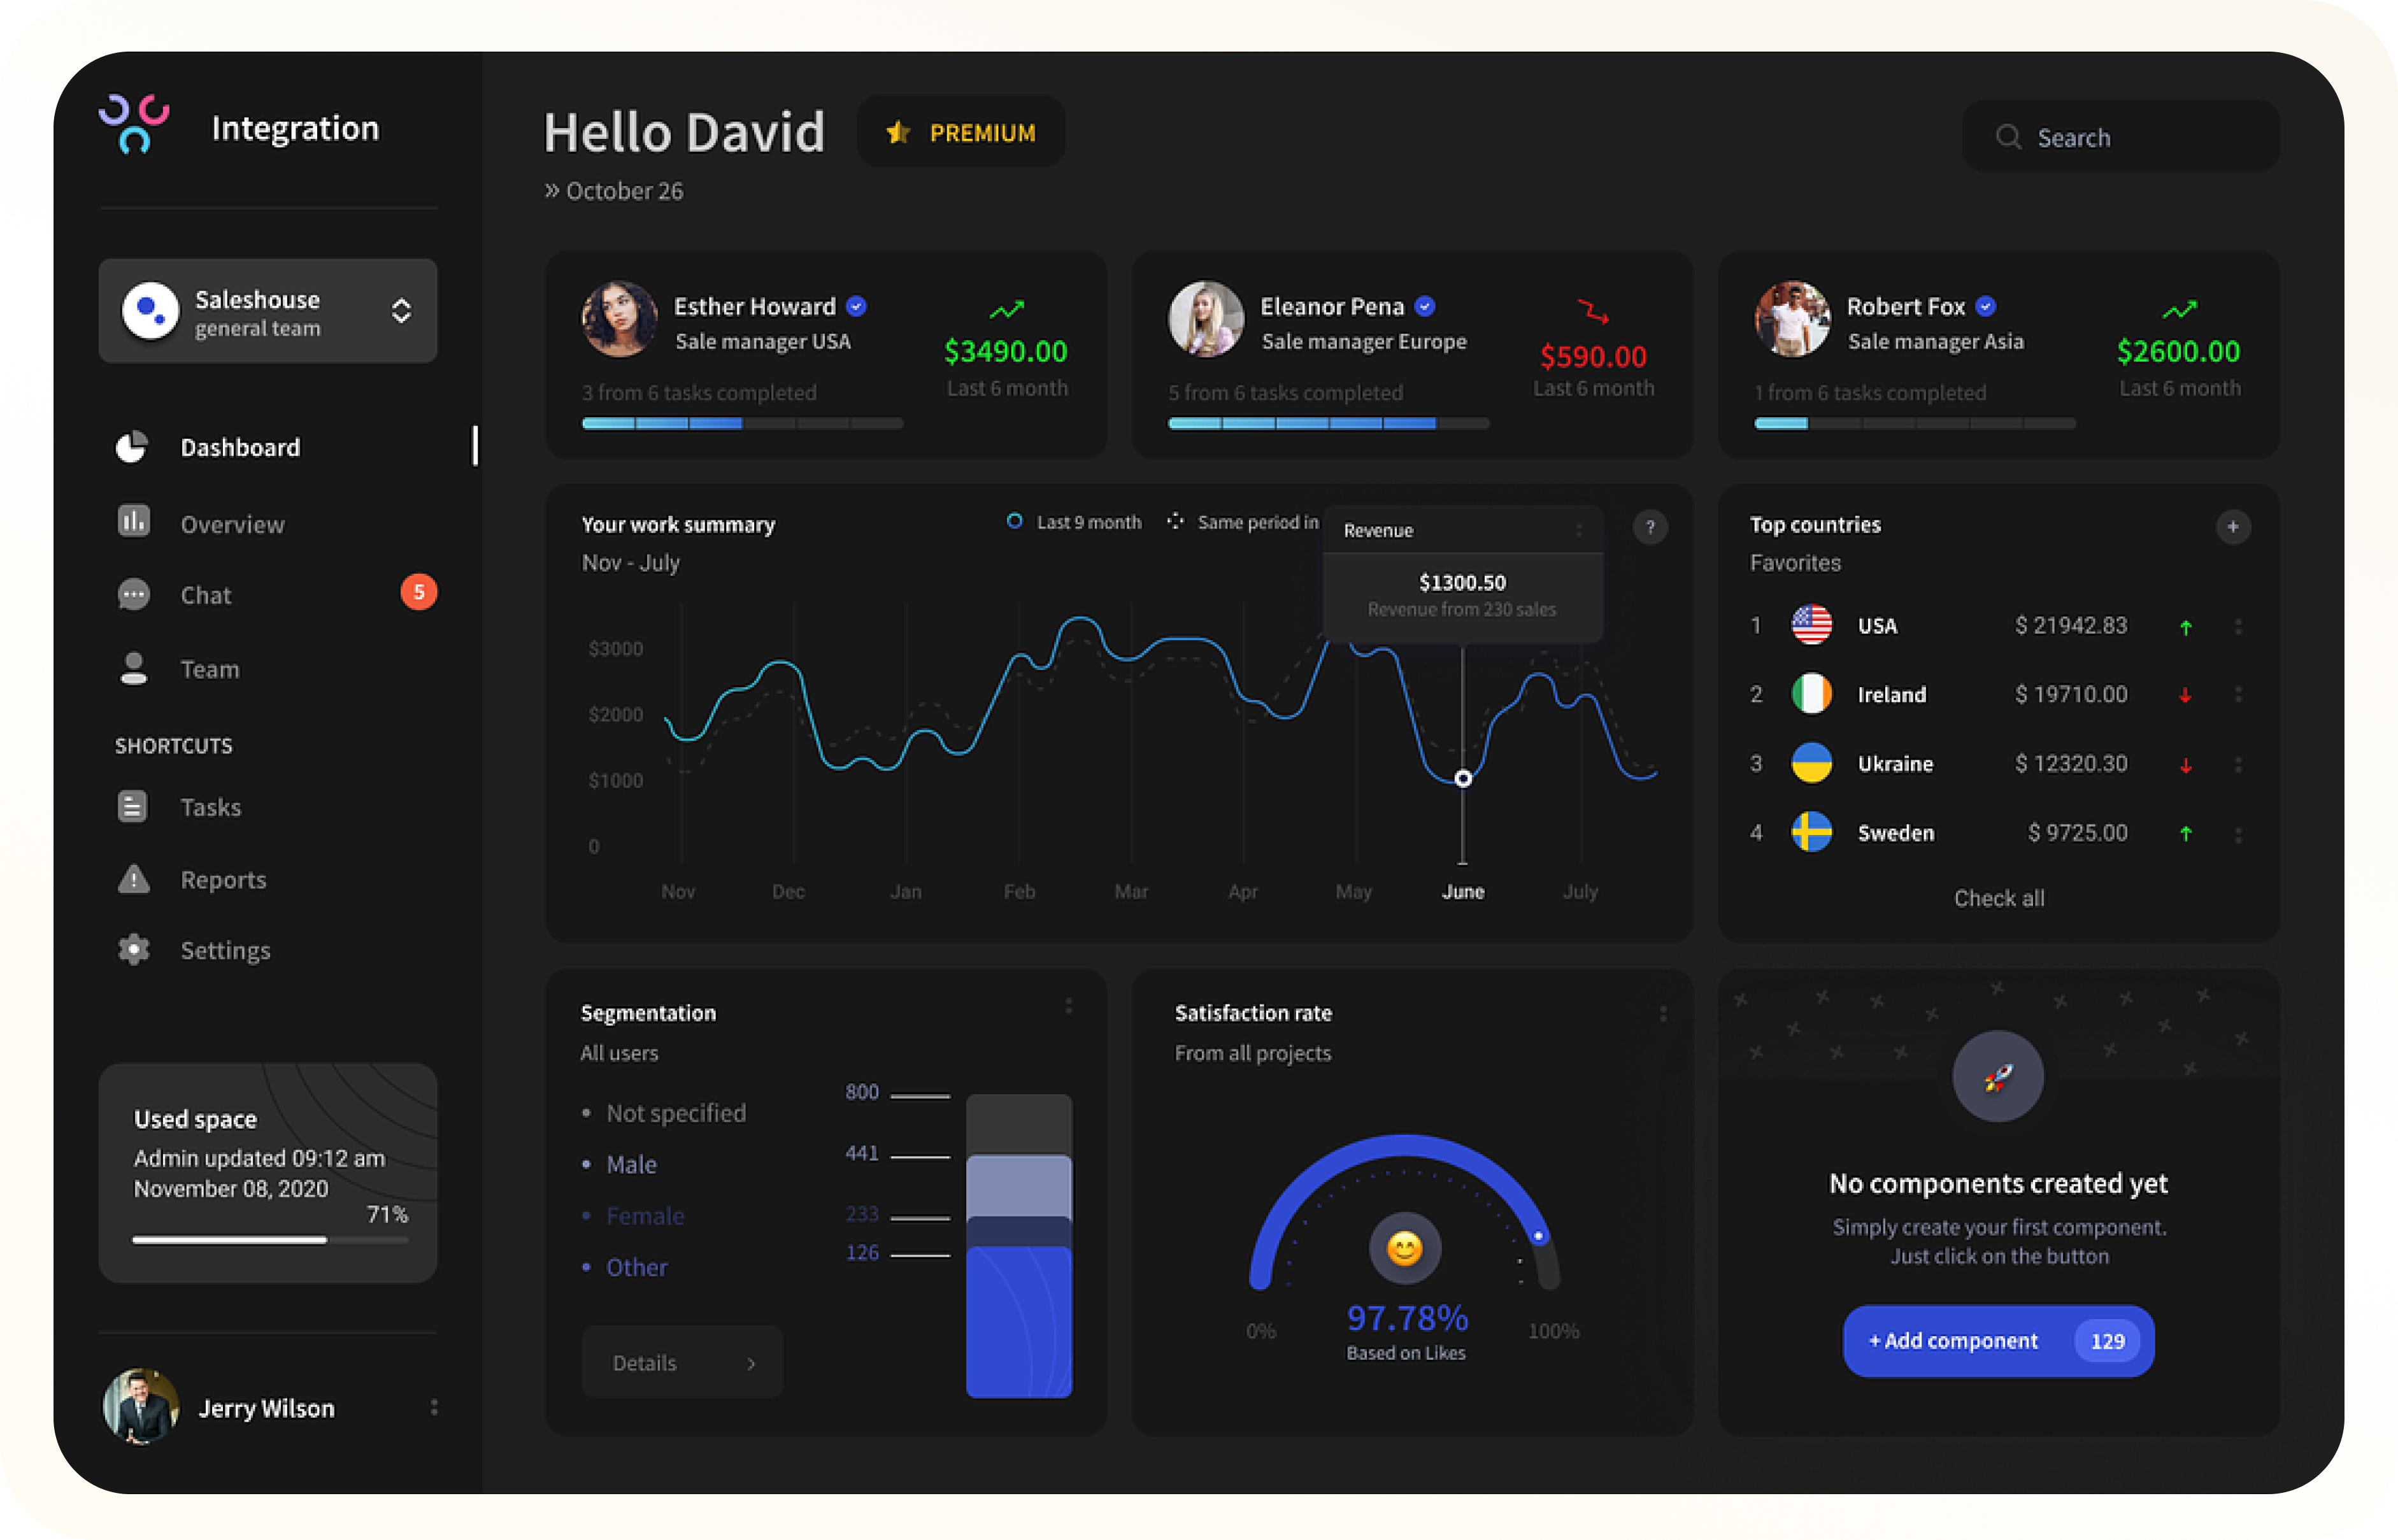 Integration
Saleshouse
general team
Dashboard
Overview
Chat
5
Team
SHORTCUTS
Tasks
Reports
Settings
Used space
Admin updated 09:12 am
November 08, 2020
71%
Jerry Wilson
Hello David
PREMIUM
» October 26
Search
Esther Howard
Sale manager USA
3 from 6 tasks completed
$3490.00
Last 6 month
Eleanor Pena
Sale manager Europe
5 from 6 tasks completed
$590.00
Last 6 month
Robert Fox
Sale manager Asia
1 from 6 tasks completed
$2600.00
Last 6 month
Your work summary
Nov - July
Last 9 month
Same period in
Revenue
$1300.50
Revenue from 230 sales
?
$3000
$2000
$1000
0
Nov
Dec
Jan
Feb
Mar
Apr
May
June
July
Top countries
+
Favorites
1 USA $ 21942.83
2 Ireland $ 19710.00
3 Ukraine $ 12320.30
4 Sweden $ 9725.00
Check all
Segmentation
All users
• Not specified
• Male
• Female
• Other
800
441
233
126
Details
Satisfaction rate
From all projects
0%
97.78%
100%
Based on Likes
No components created yet
Simply create your first component.
Just click on the button
+ Add component 129